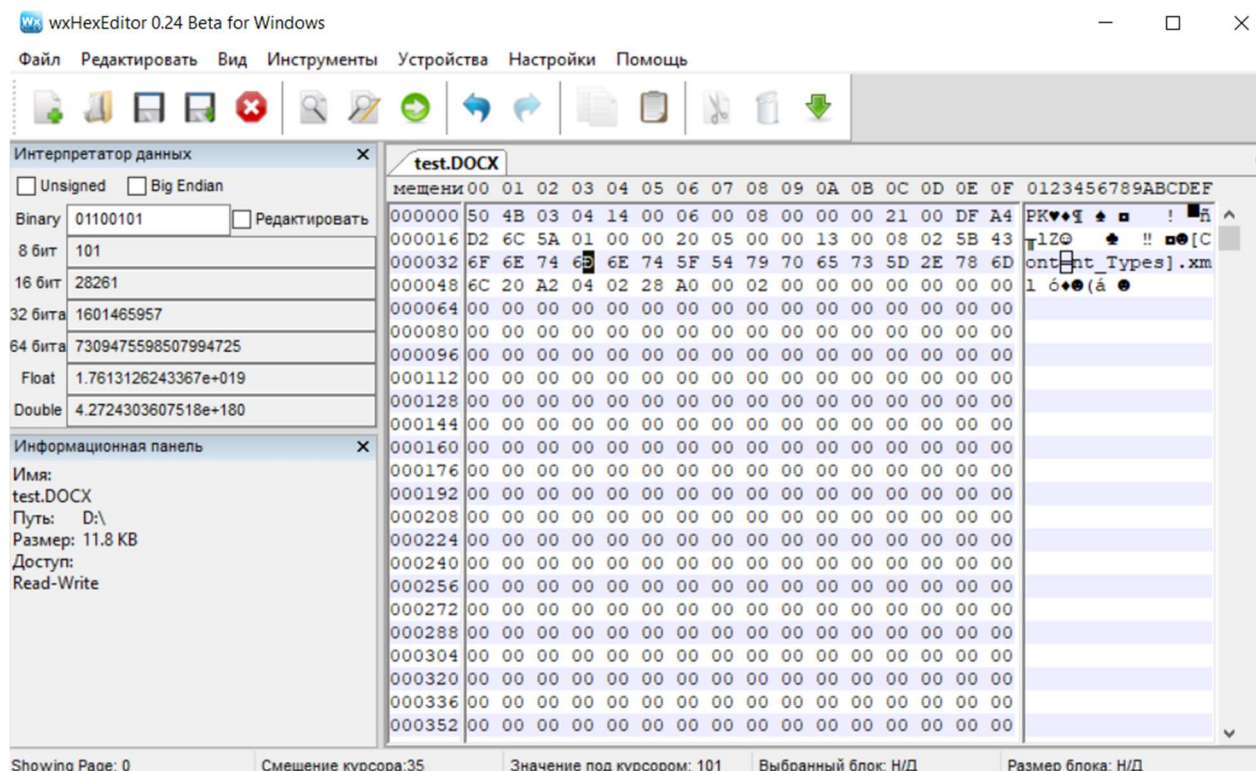 wxHexEditor 0.24 Beta for Windows
Файл Редактировать Вид Инструменты Устройства Настройки Помощь
Интерпретатор данных
Unsigned Big Endian
Binary 01100101 Редактировать
8 бит 101
16 бит 28261
32 бита 1601465957
64 бита 7309475598507994725
Float 1.7613126243367e+019
Double 4.2724303607518e+180
Информационная панель
Имя:
test.DOCX
Путь: D:\
Размер: 11.8 KB
Доступ:
Read-Write
test.DOCX
мещени 00 01 02 03 04 05 06 07 08 09 0A 0B 0C 0D 0E 0F 0123456789ABCDEF
000000 50 4B 03 04 14 00 06 00 08 00 00 00 21 00 DF A4 PK♥♦¶ ♠ ◘ ! ▀ñ
000016 D2 6C 5A 01 00 00 20 05 00 00 13 00 08 02 5B 43 ╥lZ☺ ♣ ‼ ◘☻[C
000032 6F 6E 74 65 6E 74 5F 54 79 70 65 73 5D 2E 78 6D ontent_Types].xm
000048 6C 20 A2 04 02 28 A0 00 02 00 00 00 00 00 00 00 l ó♦☻(á ☻
000064 00 00 00 00 00 00 00 00 00 00 00 00 00 00 00 00
000080 00 00 00 00 00 00 00 00 00 00 00 00 00 00 00 00
000096 00 00 00 00 00 00 00 00 00 00 00 00 00 00 00 00
000112 00 00 00 00 00 00 00 00 00 00 00 00 00 00 00 00
000128 00 00 00 00 00 00 00 00 00 00 00 00 00 00 00 00
000144 00 00 00 00 00 00 00 00 00 00 00 00 00 00 00 00
000160 00 00 00 00 00 00 00 00 00 00 00 00 00 00 00 00
000176 00 00 00 00 00 00 00 00 00 00 00 00 00 00 00 00
000192 00 00 00 00 00 00 00 00 00 00 00 00 00 00 00 00
000208 00 00 00 00 00 00 00 00 00 00 00 00 00 00 00 00
000224 00 00 00 00 00 00 00 00 00 00 00 00 00 00 00 00
000240 00 00 00 00 00 00 00 00 00 00 00 00 00 00 00 00
000256 00 00 00 00 00 00 00 00 00 00 00 00 00 00 00 00
000272 00 00 00 00 00 00 00 00 00 00 00 00 00 00 00 00
000288 00 00 00 00 00 00 00 00 00 00 00 00 00 00 00 00
000304 00 00 00 00 00 00 00 00 00 00 00 00 00 00 00 00
000320 00 00 00 00 00 00 00 00 00 00 00 00 00 00 00 00
000336 00 00 00 00 00 00 00 00 00 00 00 00 00 00 00 00
000352 00 00 00 00 00 00 00 00 00 00 00 00 00 00 00 00
Showing Page: 0 Смещение курсора:35 Значение под курсором: 101 Выбранный блок: Н/Д Размер блока: Н/Д